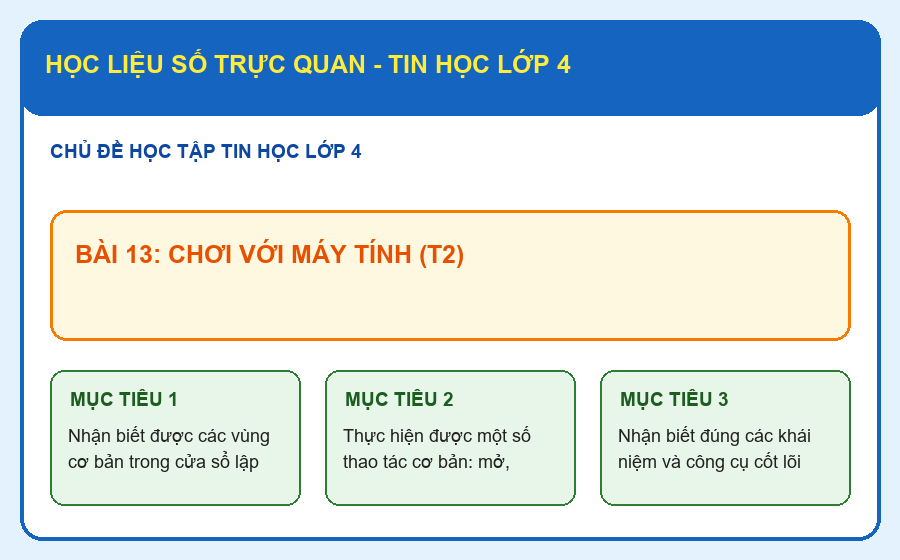 HỌC LIỆU SỐ TRỰC QUAN - TIN HỌC LỚP 4
CHỦ ĐỀ HỌC TẬP TIN HỌC LỚP 4
BÀI 13: CHƠI VỚI MÁY TÍNH (T2)
MỤC TIÊU 1
Nhận biết được các vùng
cơ bản trong cửa sổ lập
MỤC TIÊU 2
Thực hiện được một số
thao tác cơ bản: mở,
MỤC TIÊU 3
Nhận biết đúng các khái
niệm và công cụ cốt lõi